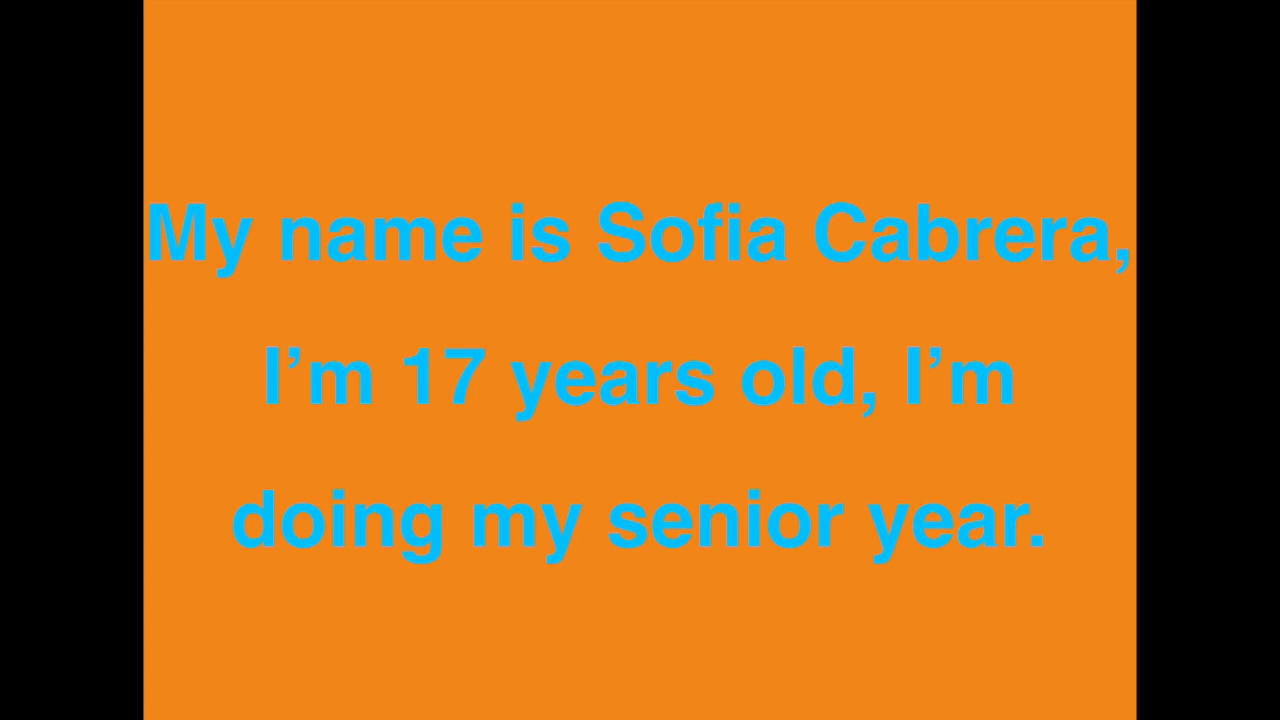 My name is Sofia Cabrera,
I’m 17 years old, I’m
doing my senior year.